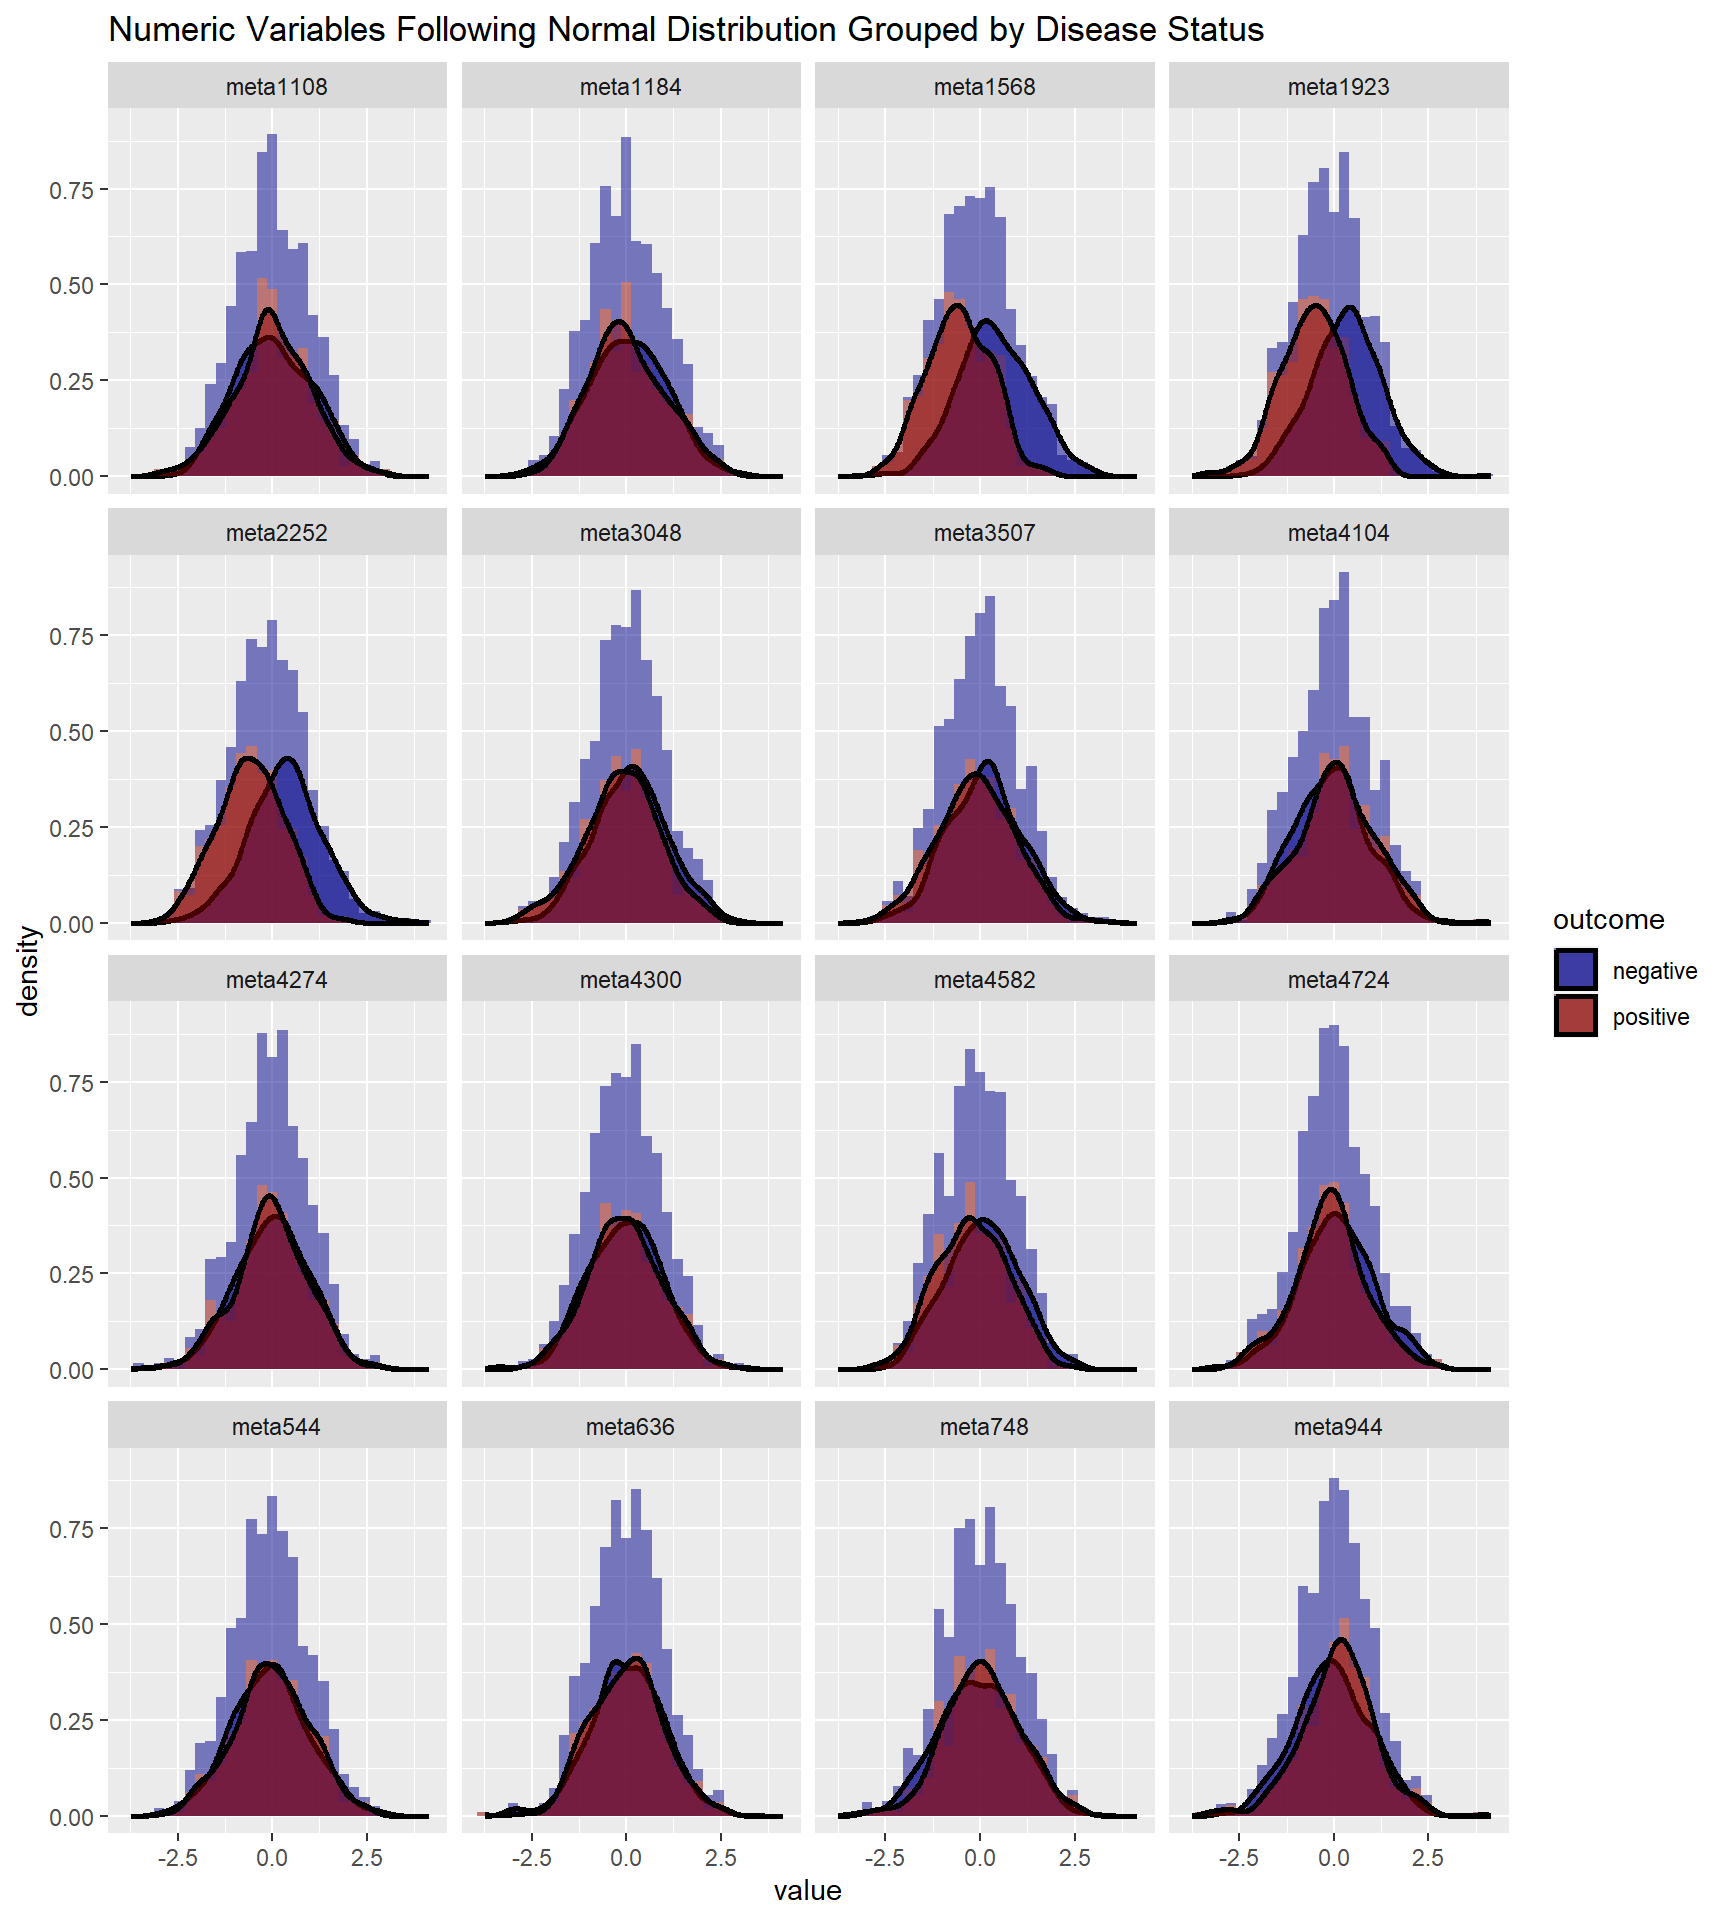 Numeric Variables Following Normal Distribution Grouped by Disease Status
meta1108 meta1184 meta1568 meta1923
0.75
0.50
0.25
0.00
meta2252 meta3048 meta3507 meta4104
0.75
0.50
0.25
0.00
meta4274 meta4300 meta4582 meta4724
0.75
0.50
0.25
0.00
meta544 meta636 meta748 meta944
0.75
0.50
0.25
0.00
-2.5 0.0 2.5 -2.5 0.0 2.5 -2.5 0.0 2.5 -2.5 0.0 2.5
value
density
outcome
negative
positive